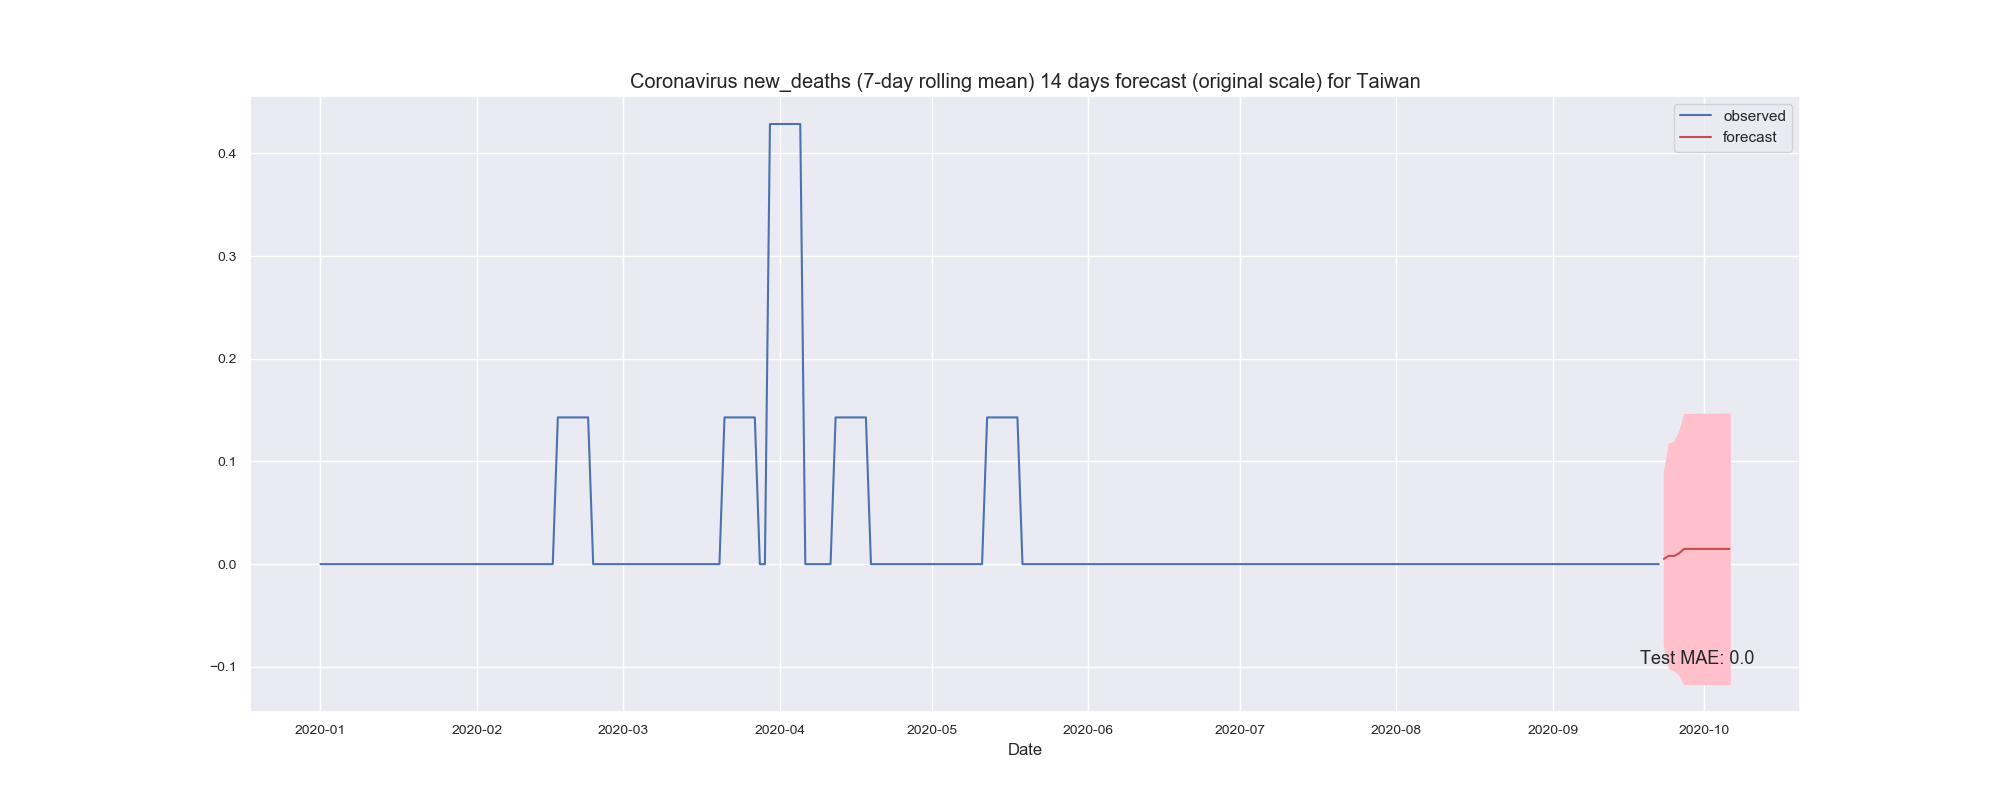 Coronavirus new_deaths (7-day rolling mean) 14 days forecast (original scale) for Taiwan
observed
forecast
0.4
0.3
0.2
0.1
0.0
−0.1
Test MAE: 0.0
2020-01 2020-02 2020-03 2020-04 2020-05 2020-06 2020-07 2020-08 2020-09 2020-10
Date